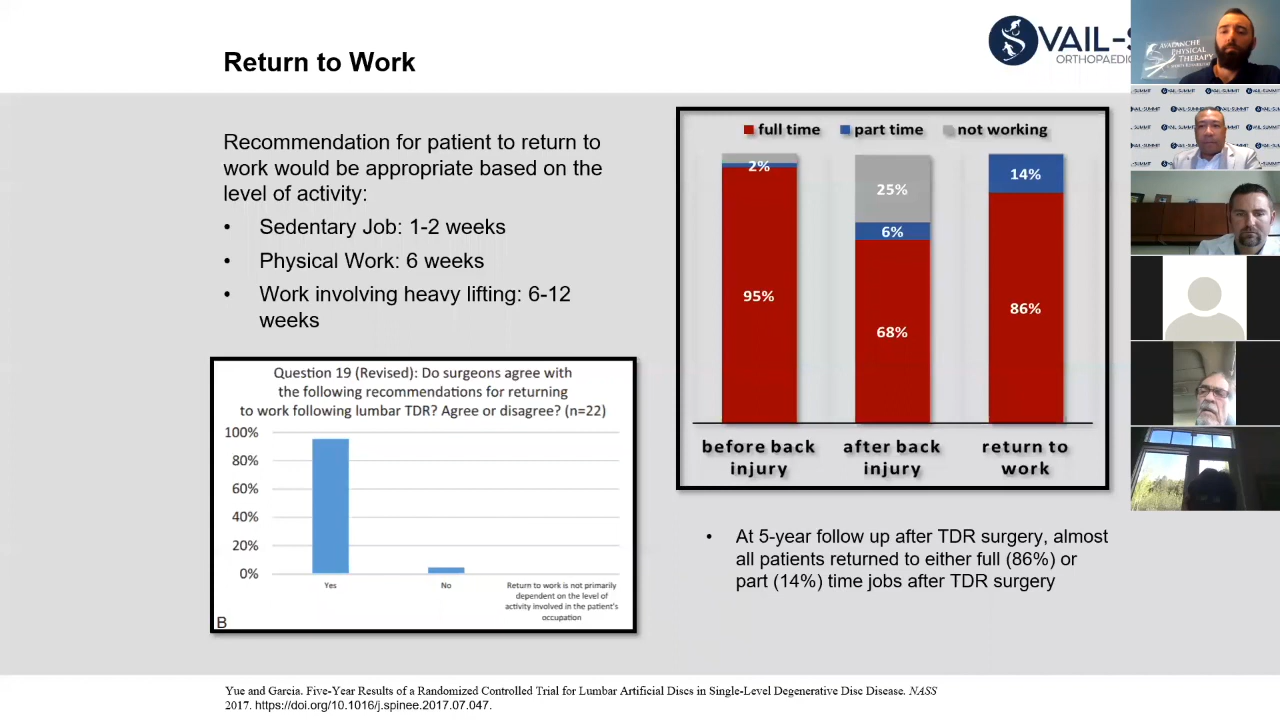 Return to Work
VAIL-S
ORTHOPAEDIC
Recommendation for patient to return to
work would be appropriate based on the
level of activity:
• Sedentary Job: 1-2 weeks
• Physical Work: 6 weeks
• Work involving heavy lifting: 6-12
weeks
Question 19 (Revised): Do surgeons agree with
the following recommendations for returning
to work following lumbar TDR? Agree or disagree? (n=22)
100%
80%
60%
40%
20%
0%
Yes
No
Return to work is not primarily
dependent on the level of
activity involved in the patient's
occupation
B
full time part time not working
2%
95%
25%
6%
68%
14%
86%
before back
injury
after back
injury
return to
work
• At 5-year follow up after TDR surgery, almost
all patients returned to either full (86%) or
part (14%) time jobs after TDR surgery
Yue and Garcia. Five-Year Results of a Randomized Controlled Trial for Lumbar Artificial Discs in Single-Level Degenerative Disc Disease. NASS
2017. https://doi.org/10.1016/j.spinee.2017.07.047.
AVALANCHE
PHYSICAL
THERAPY
VAIL-SUMMIT